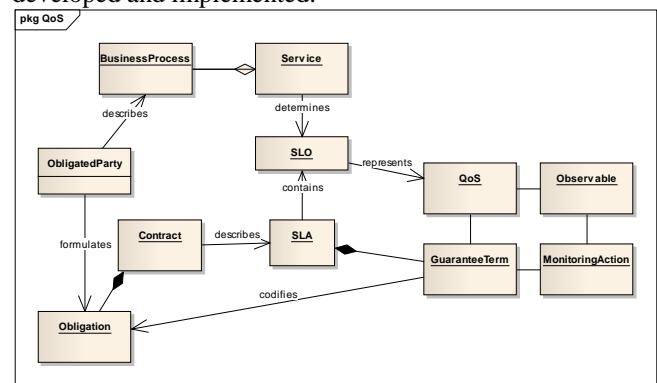 developed and implemented.
pkg QoS
BusinessProcess
Service
determines
describes
SLO
represents
ObligatedParty
QoS
Observable
contains
Contract
describes
SLA
formulates
GuaranteeTerm
MonitoringAction
codifies
Obligation